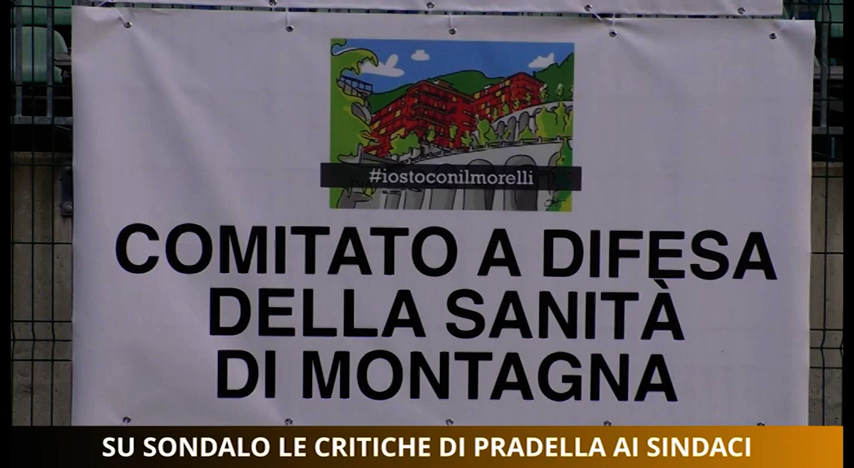 #iostoconilmorelli
COMITATO A DIFESA
DELLA SANITÀ
DI MONTAGNA
SU SONDALO LE CRITICHE DI PRADELLA AI SINDACI